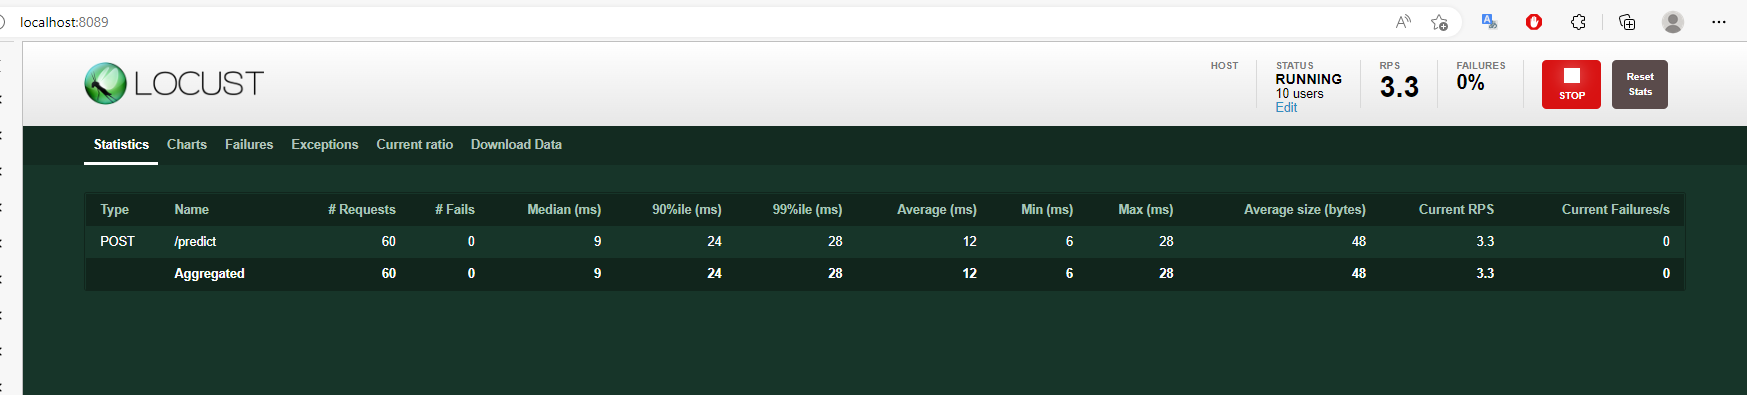 localhost:8089
LOCUST
HOST
STATUS
RUNNING
10 users
Edit
RPS
3.3
FAILURES
0%
STOP
Reset
Stats
Statistics Charts Failures Exceptions Current ratio Download Data
Type Name # Requests # Fails Median (ms) 90%ile (ms) 99%ile (ms) Average (ms) Min (ms) Max (ms) Average size (bytes) Current RPS Current Failures/s
POST /predict 60 0 9 24 28 12 6 28 48 3.3 0
Aggregated 60 0 9 24 28 12 6 28 48 3.3 0